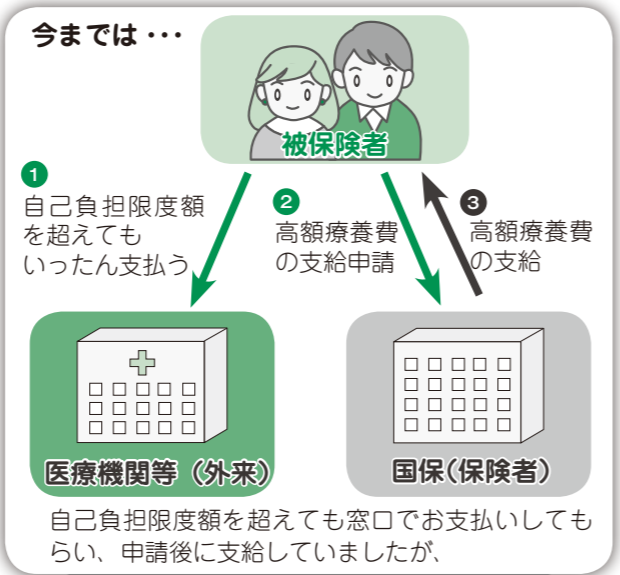 今までは・・・
被保険者
1
自己負担限度額
を超えても
いったん支払う
2
高額療養費
の支給申請
3
高額療養費
の支給
医療機関等（外来）
国保（保険者）
自己負担限度額を超えても窓口でお支払いしても
らい、申請後に支給していましたが、